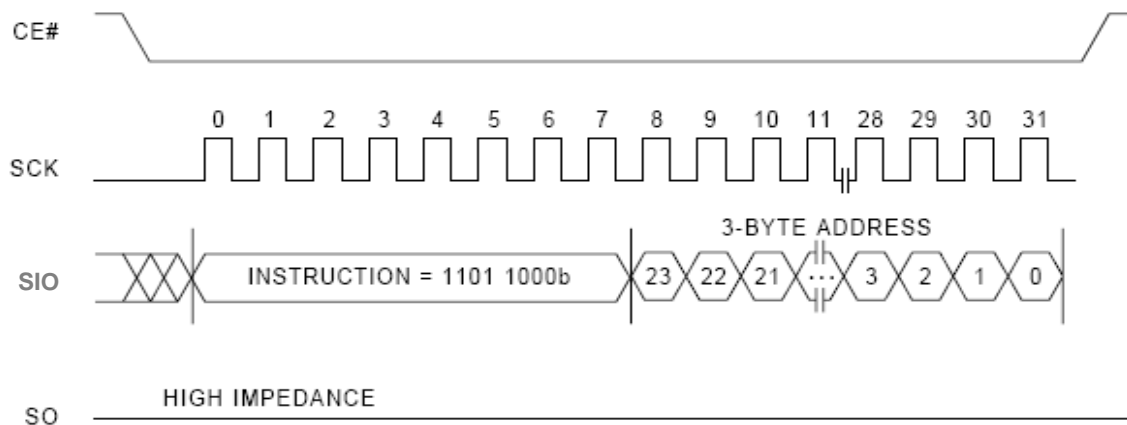 CE#
0 1 2 3 4 5 6 7 8 9 10 11 28 29 30 31
SCK
3-BYTE ADDRESS
SIO INSTRUCTION = 1101 1000b 23 22 21 ... 3 2 1 0
HIGH IMPEDANCE
SO